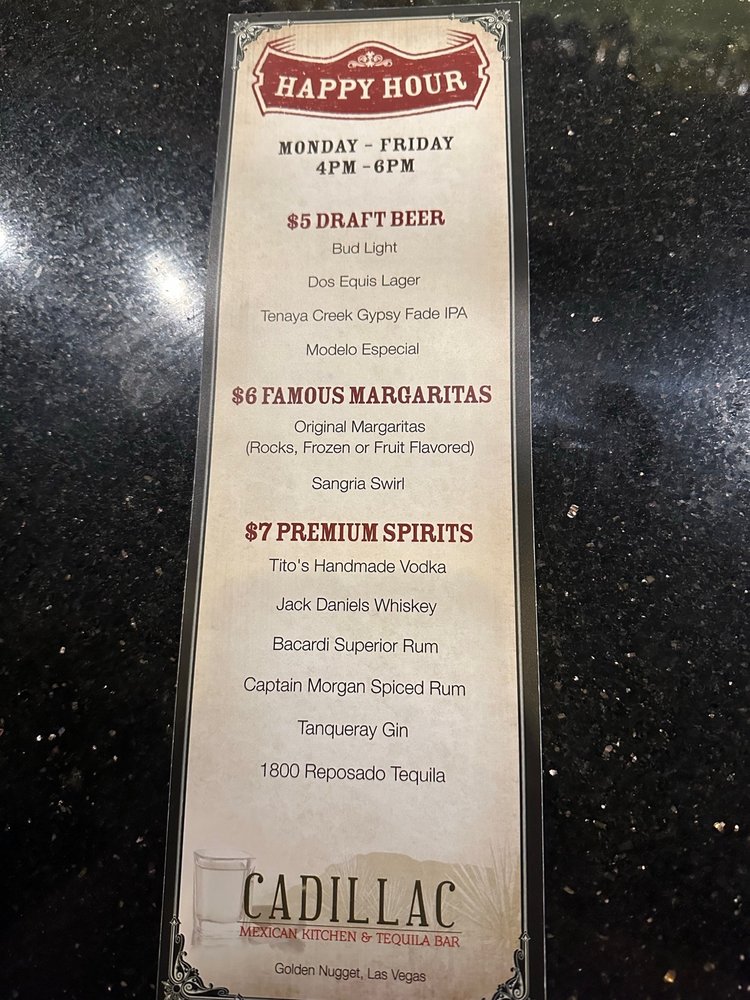 HAPPY HOUR
MONDAY - FRIDAY
4PM - 6PM
$5 DRAFT BEER
Bud Light
Dos Equis Lager
Tenaya Creek Gypsy Fade IPA
Modelo Especial
$6 FAMOUS MARGARITAS
Original Margaritas
(Rocks, Frozen or Fruit Flavored)
Sangria Swirl
$7 PREMIUM SPIRITS
Tito's Handmade Vodka
Jack Daniels Whiskey
Bacardi Superior Rum
Captain Morgan Spiced Rum
Tanqueray Gin
1800 Reposado Tequila
CADILLAC
MEXICAN KITCHEN & TEQUILA BAR
Golden Nugget, Las Vegas